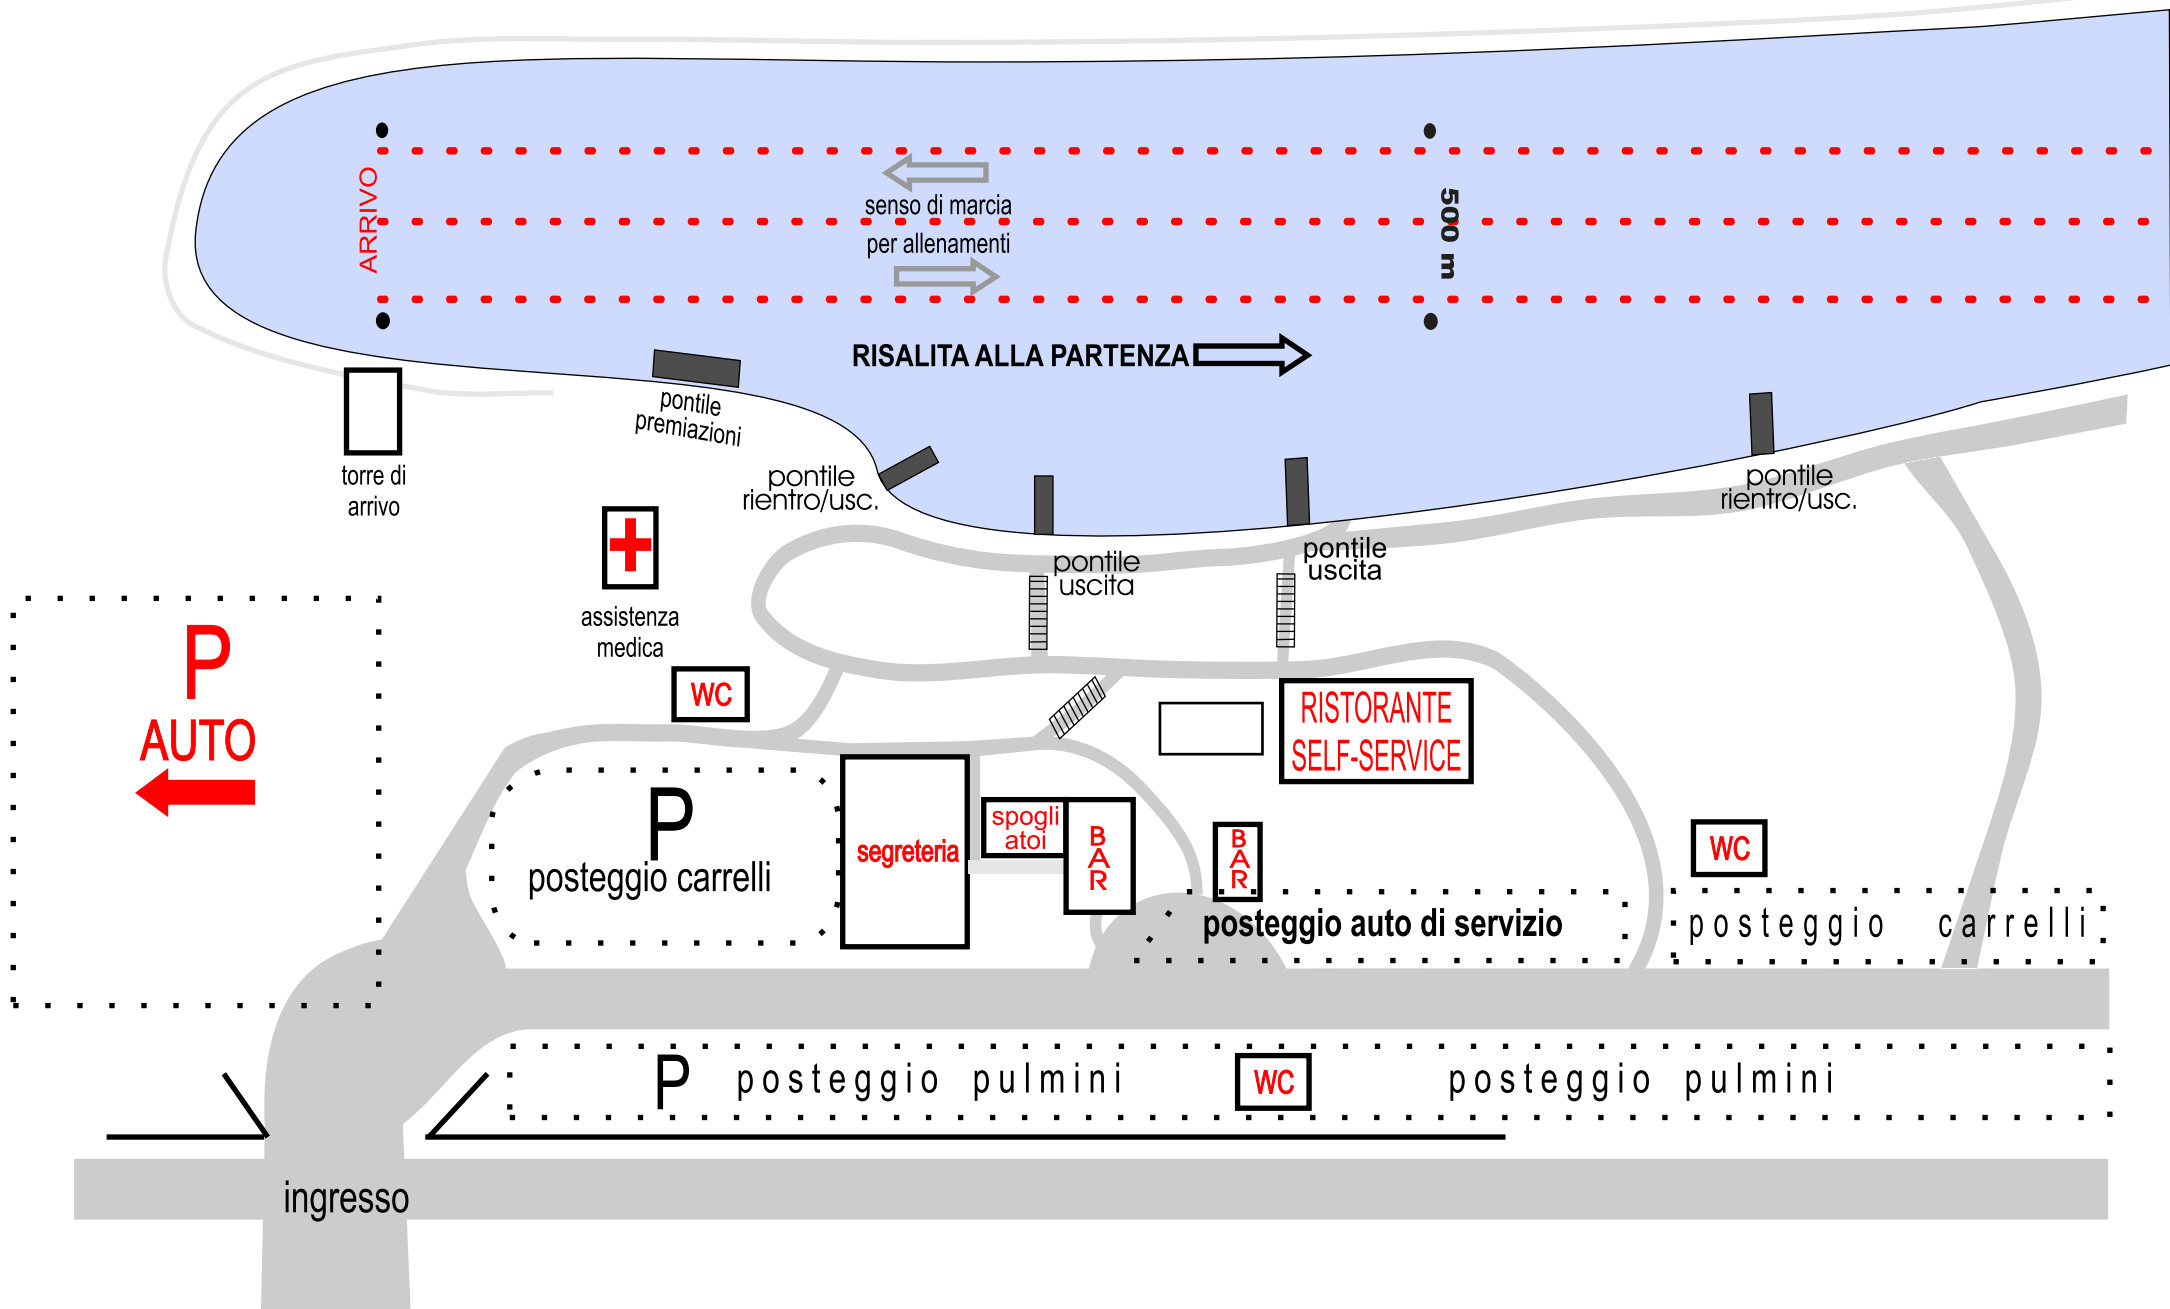 ARRIVO
senso di marcia
per allenamenti
500 m
RISALITA ALLA PARTENZA
pontile
premiazioni
torre di
arrivo
pontile
rientro/usc.
pontile
rientro/usc.
pontile
uscita
pontile
uscita
assistenza
medica
P
AUTO
WC
RISTORANTE
SELF-SERVICE
P
posteggio carrelli
segreteria
spogli
atoi
BAR
BAR
WC
posteggio auto di servizio
posteggio carrelli
P posteggio pulmini
WC
posteggio pulmini
ingresso